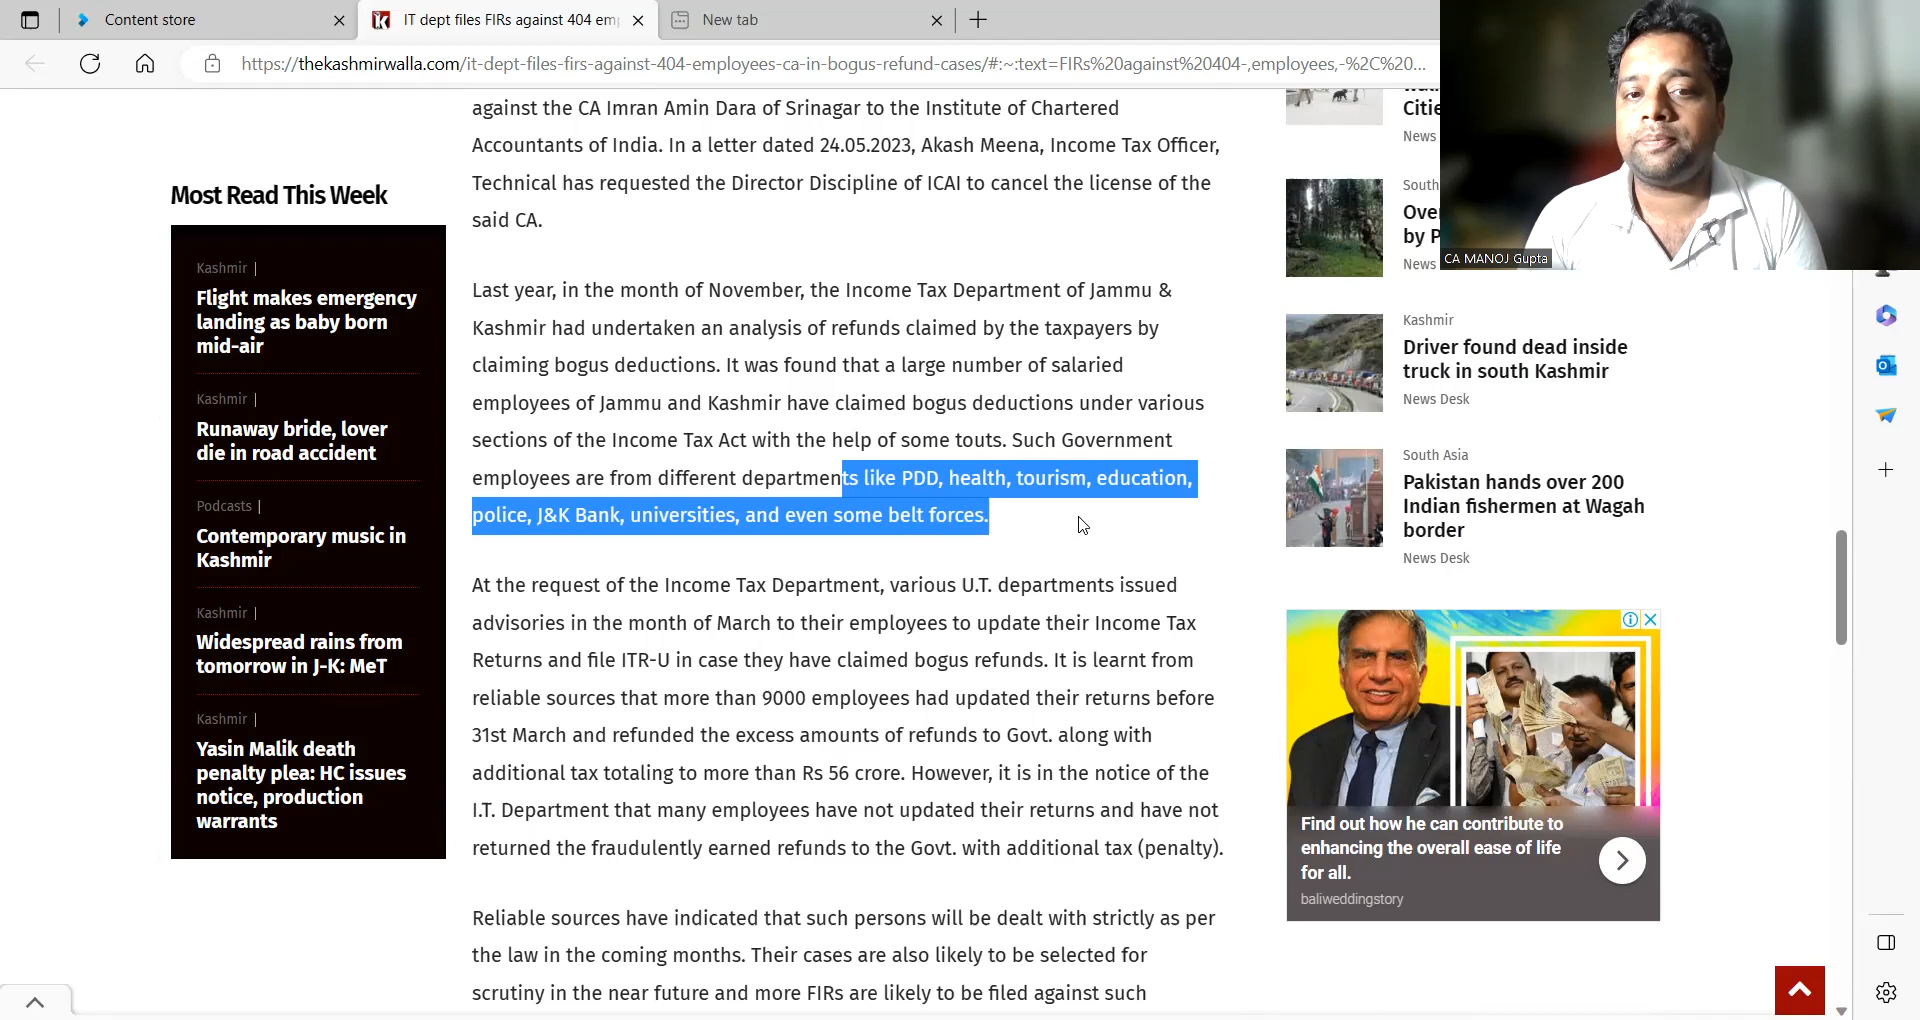 Content store
IT dept files FIRs against 404 em
New tab
https://thekashmirwalla.com/it-dept-files-firs-against-404-employees-ca-in-bogus-refund-cases/#:~:text=FIRs%20against%20404-,employees,-%2C%20...
against the CA Imran Amin Dara of Srinagar to the Institute of Chartered
Accountants of India. In a letter dated 24.05.2023, Akash Meena, Income Tax Officer,
Technical has requested the Director Discipline of ICAI to cancel the license of the
said CA.
Last year, in the month of November, the Income Tax Department of Jammu &
Kashmir had undertaken an analysis of refunds claimed by the taxpayers by
claiming bogus deductions. It was found that a large number of salaried
employees of Jammu and Kashmir have claimed bogus deductions under various
sections of the Income Tax Act with the help of some touts. Such Government
employees are from different departments like PDD, health, tourism, education,
police, J&K Bank, universities, and even some belt forces.
At the request of the Income Tax Department, various U.T. departments issued
advisories in the month of March to their employees to update their Income Tax
Returns and file ITR-U in case they have claimed bogus refunds. It is learnt from
reliable sources that more than 9000 employees had updated their returns before
31st March and refunded the excess amounts of refunds to Govt. along with
additional tax totaling to more than Rs 56 crore. However, it is in the notice of the
I.T. Department that many employees have not updated their returns and have not
returned the fraudulently earned refunds to the Govt. with additional tax (penalty).
Reliable sources have indicated that such persons will be dealt with strictly as per
the law in the coming months. Their cases are also likely to be selected for
scrutiny in the near future and more FIRs are likely to be filed against such
Most Read This Week
Kashmir |
Flight makes emergency
landing as baby born
mid-air
Kashmir |
Runaway bride, lover
die in road accident
Podcasts |
Contemporary music in
Kashmir
Kashmir |
Widespread rains from
tomorrow in J-K: MeT
Kashmir |
Yasin Malik death
penalty plea: HC issues
notice, production
warrants
Citie
News
South
Over
by P
News
Kashmir
Driver found dead inside
truck in south Kashmir
News Desk
South Asia
Pakistan hands over 200
Indian fishermen at Wagah
border
News Desk
Find out how he can contribute to
enhancing the overall ease of life
for all.
baliweddingstory
CA MANOJ Gupta